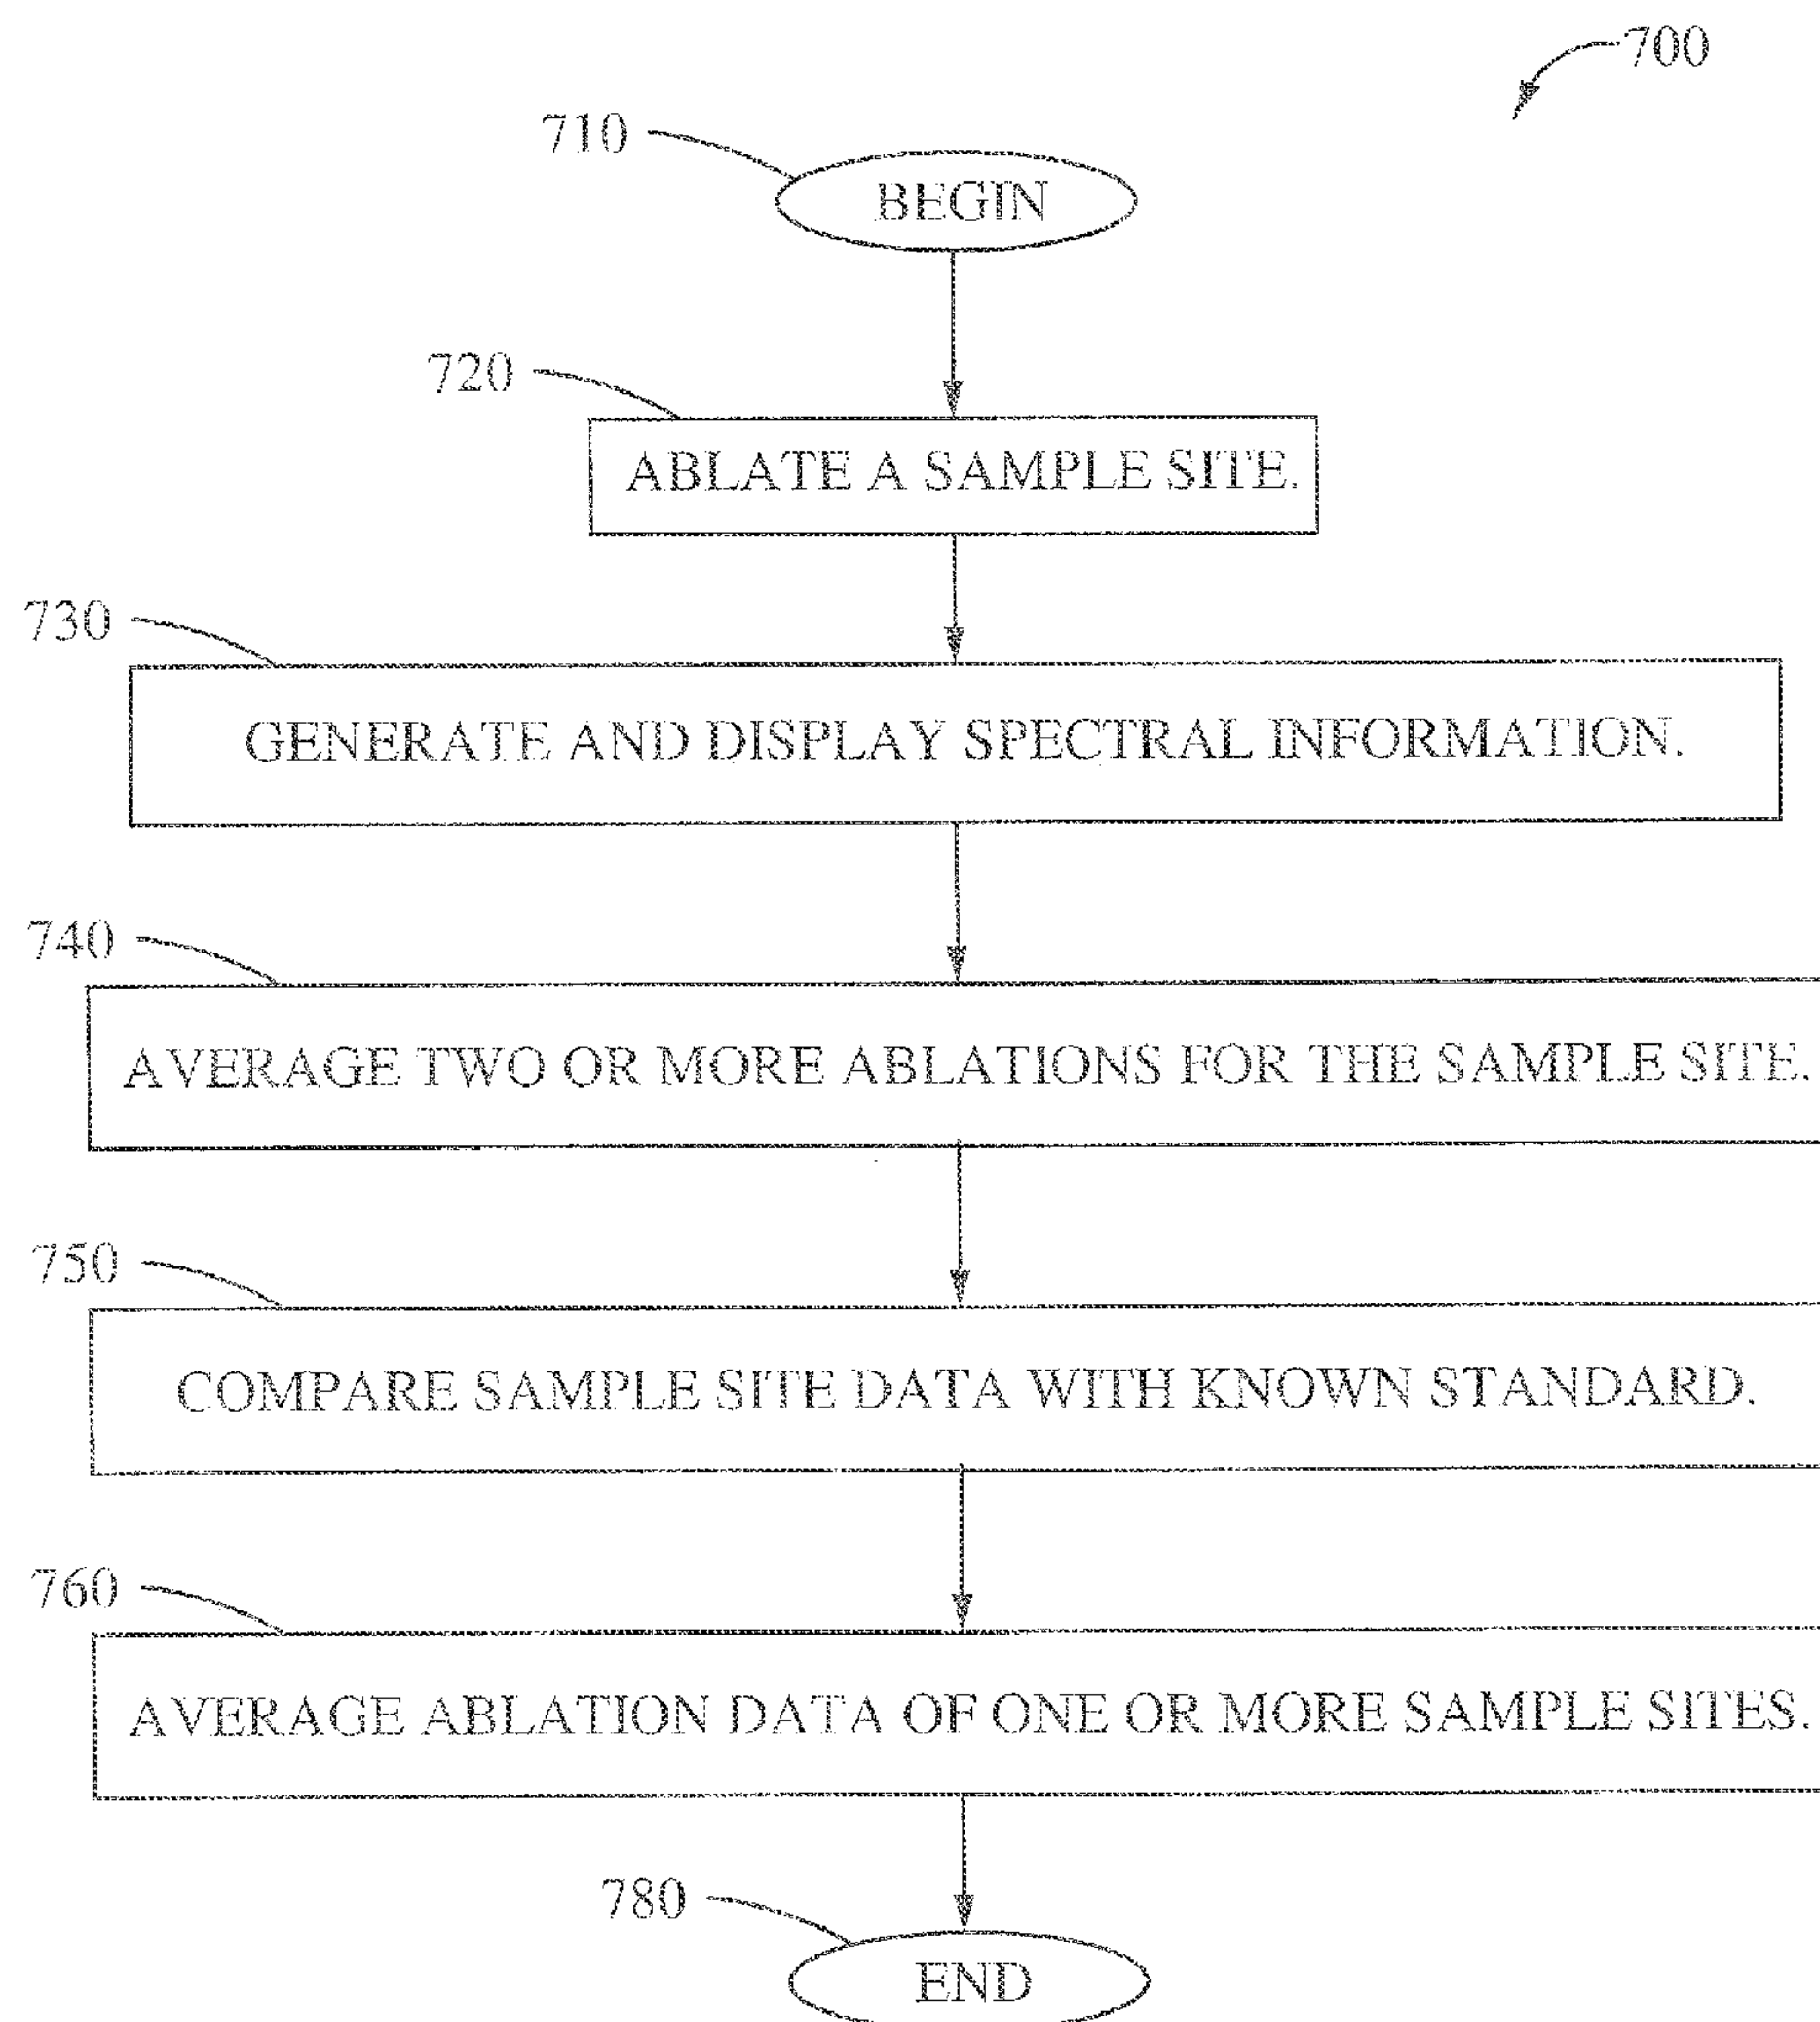 700
710
BEGIN
720
ABLATE A SAMPLE SITE.
730
GENERATE AND DISPLAY SPECTRAL INFORMATION.
740
AVERAGE TWO OR MORE ABLATIONS FOR THE SAMPLE SITE.
750
COMPARE SAMPLE SITE DATA WITH KNOWN STANDARD.
760
AVERAGE ABLATION DATA OF ONE OR MORE SAMPLE SITES.
780
END